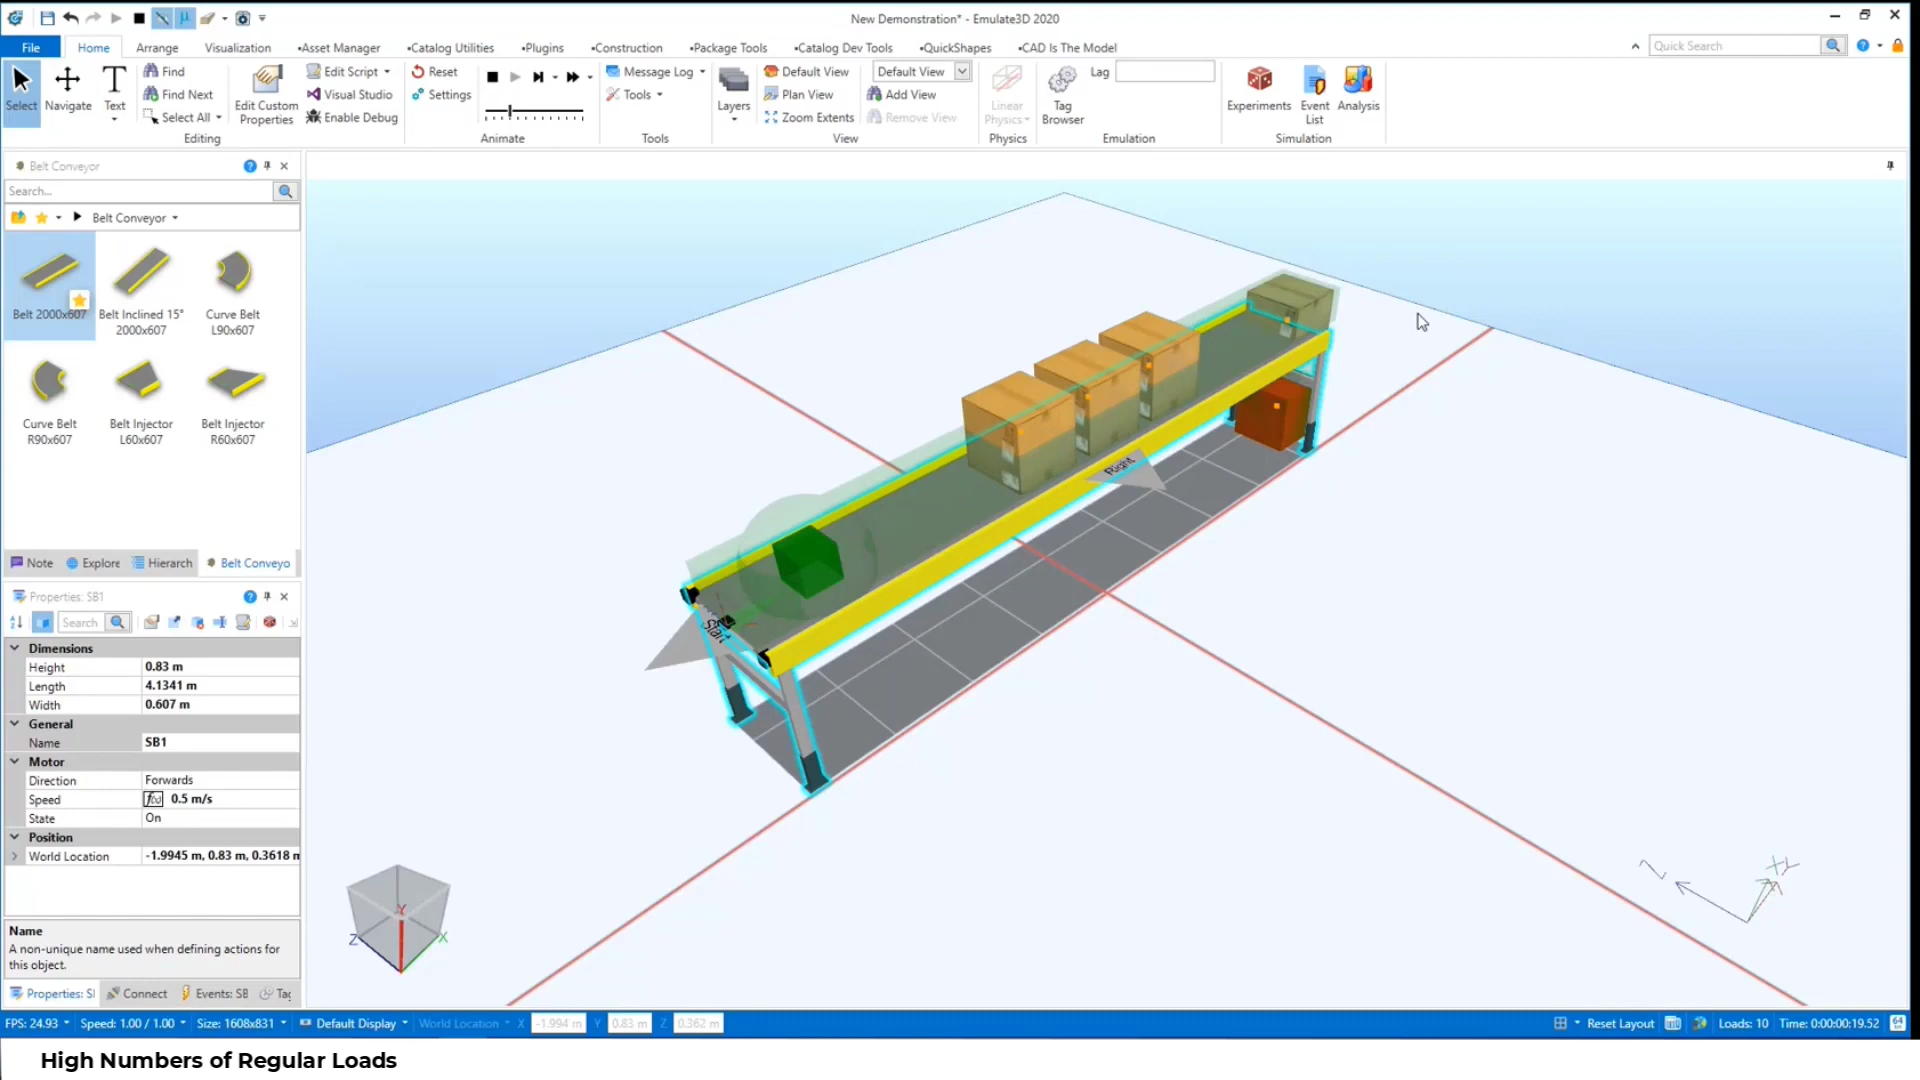 New Demonstration* - Emulate3D 2020
File Home Arrange Visualization •Asset Manager •Catalog Utilities •Plugins •Construction •Package Tools •Catalog Dev Tools •QuickShapes •CAD Is The Model Quick Search
Select Navigate Text
Find
Find Next
Select All
Edit Custom Properties
Editing
Edit Script
Visual Studio
Enable Debug
Reset
Settings
Animate
Message Log
Tools
Tools
Layers
Default View
Plan View
Zoom Extents
Default View
Add View
Remove View
View
Linear Physics
Physics
Tag Browser
Lag
Emulation
Experiments
Event List
Analysis
Simulation
Belt Conveyor
Search...
Belt Conveyor
Belt 2000x607
Belt Inclined 15° 2000x607
Curve Belt L90x607
Curve Belt R90x607
Belt Injector L60x607
Belt Injector R60x607
Note Explore Hierarch Belt Conveyo
Properties: SB1
Search
Dimensions
Height 0.83 m
Length 4.1341 m
Width 0.607 m
General
Name SB1
Motor
Direction Forwards
Speed f(x) 0.5 m/s
State On
Position
World Location -1.9945 m, 0.83 m, 0.3618 m
Name
A non-unique name used when defining actions for
this object.
Properties: SI Connect Events: SB Tag
Right
Start
Y
Z
X
Z
X Y
FPS: 24.93 Speed: 1.00 / 1.00 Size: 1608x831 Default Display World Location X -1.994 m Y 0.83 m Z 0.362 m Reset Layout Loads: 10 Time: 0:00:00:19.52 64
High Numbers of Regular Loads